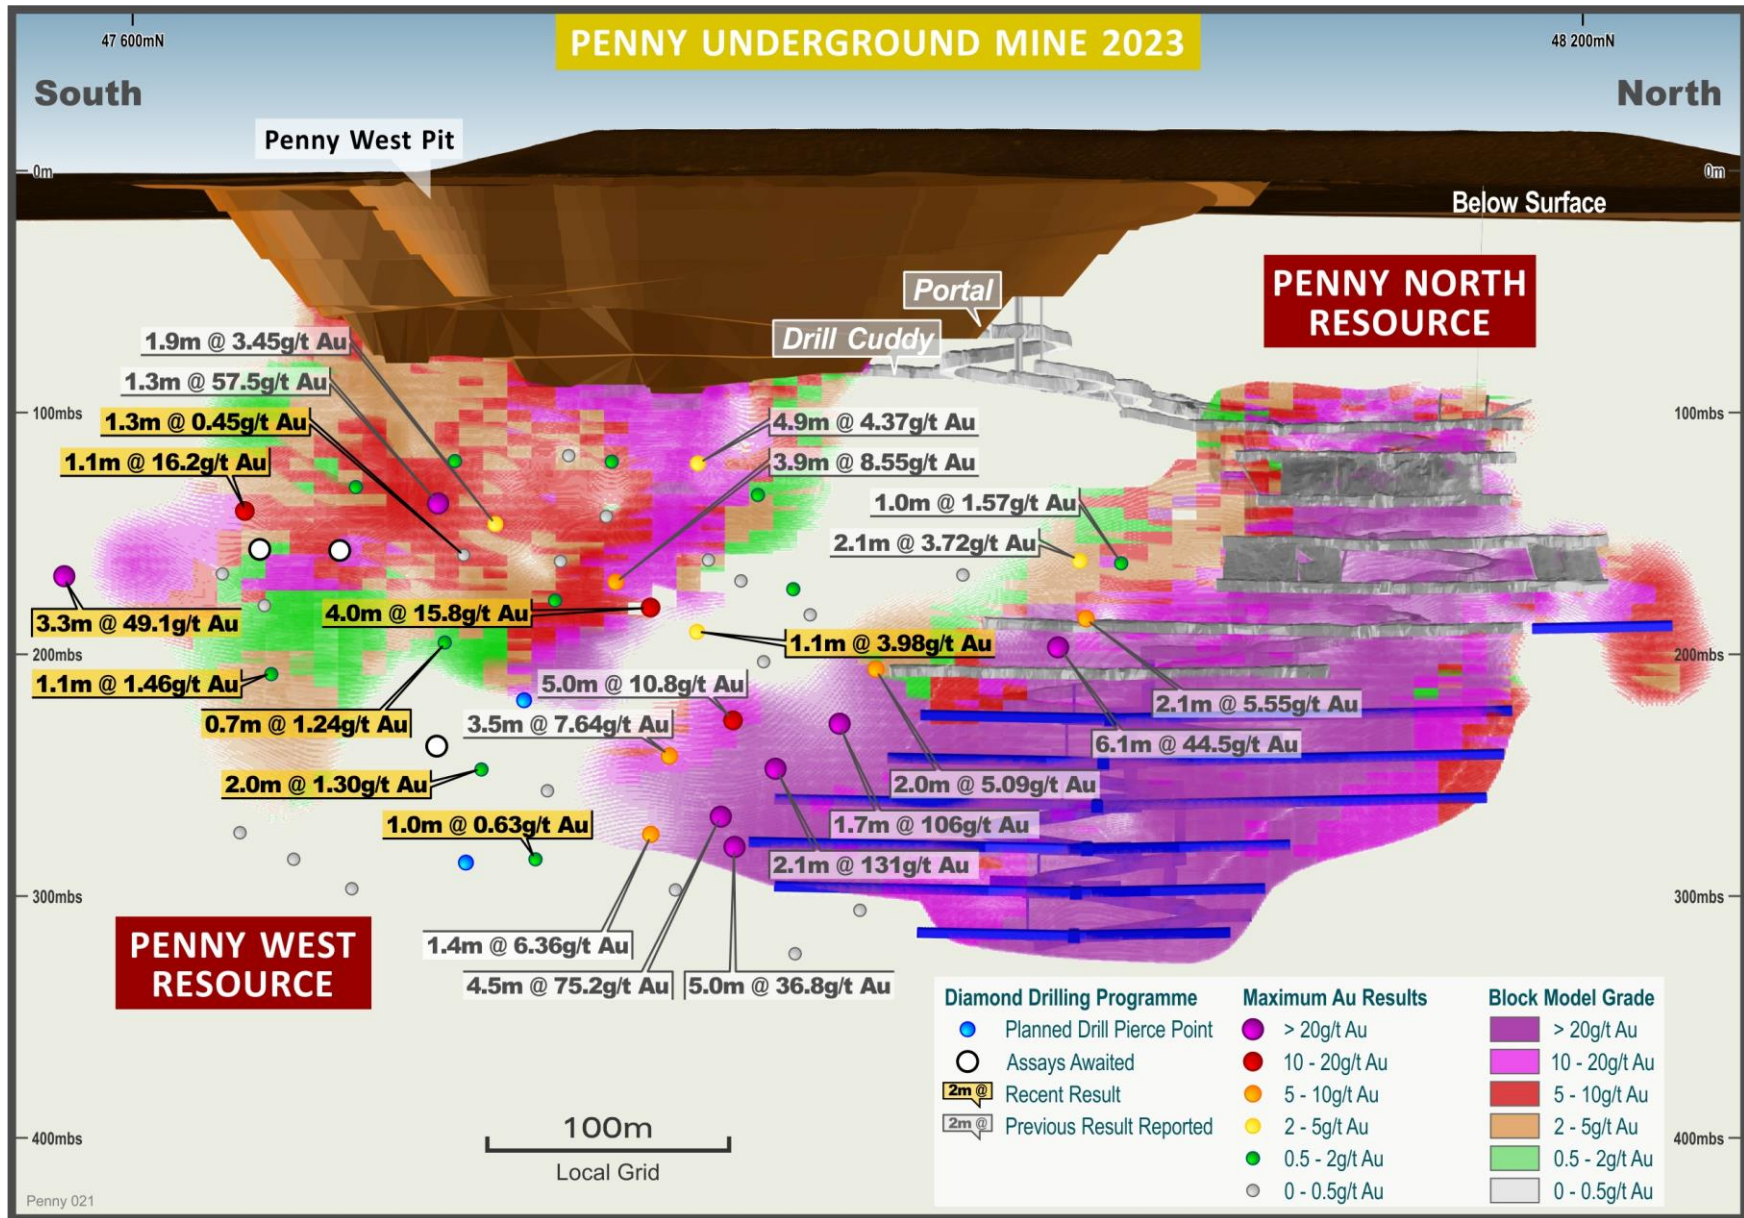 PENNY UNDERGROUND MINE 2023
47 600mN
48 200mN
South
North
Penny West Pit
0m
0m
Below Surface
Portal
Drill Cuddy
PENNY NORTH
RESOURCE
1.9m @ 3.45g/t Au
1.3m @ 57.5g/t Au
1.3m @ 0.45g/t Au
1.1m @ 16.2g/t Au
4.9m @ 4.37g/t Au
3.9m @ 8.55g/t Au
100mbs
100mbs
1.0m @ 1.57g/t Au
2.1m @ 3.72g/t Au
3.3m @ 49.1g/t Au
4.0m @ 15.8g/t Au
1.1m @ 3.98g/t Au
200mbs
200mbs
1.1m @ 1.46g/t Au
0.7m @ 1.24g/t Au
5.0m @ 10.8g/t Au
3.5m @ 7.64g/t Au
2.1m @ 5.55g/t Au
6.1m @ 44.5g/t Au
2.0m @ 1.30g/t Au
2.0m @ 5.09g/t Au
1.0m @ 0.63g/t Au
1.7m @ 106g/t Au
2.1m @ 131g/t Au
300mbs
300mbs
PENNY WEST
RESOURCE
1.4m @ 6.36g/t Au
4.5m @ 75.2g/t Au
5.0m @ 36.8g/t Au
Diamond Drilling Programme
Planned Drill Pierce Point
Assays Awaited
2m @ Recent Result
2m @ Previous Result Reported
Maximum Au Results
> 20g/t Au
10 - 20g/t Au
5 - 10g/t Au
2 - 5g/t Au
0.5 - 2g/t Au
0 - 0.5g/t Au
Block Model Grade
> 20g/t Au
10 - 20g/t Au
5 - 10g/t Au
2 - 5g/t Au
0.5 - 2g/t Au
0 - 0.5g/t Au
100m
Local Grid
400mbs
400mbs
Penny 021